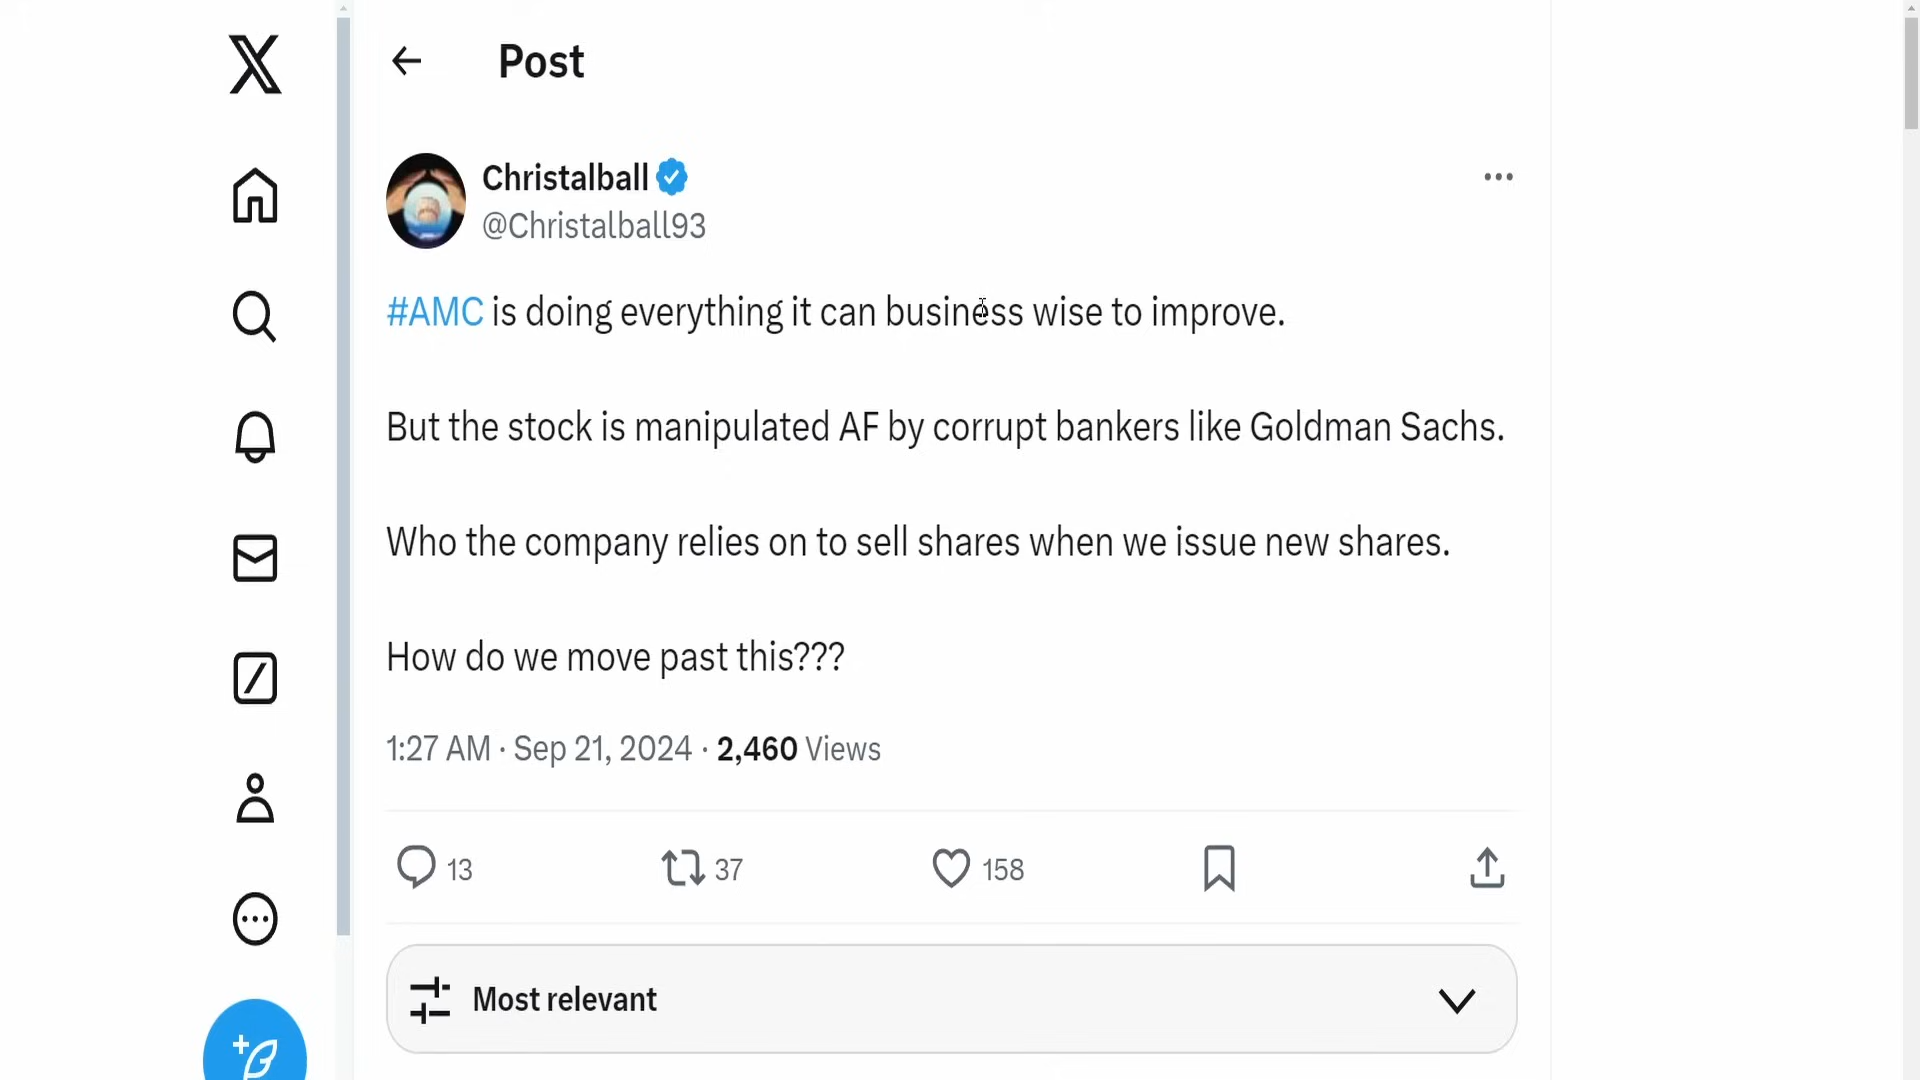 Post
Christalball
@Christalball93
#AMC is doing everything it can business wise to improve.
But the stock is manipulated AF by corrupt bankers like Goldman Sachs.
Who the company relies on to sell shares when we issue new shares.
How do we move past this???
1:27 AM · Sep 21, 2024 · 2,460 Views
13 37 158
Most relevant